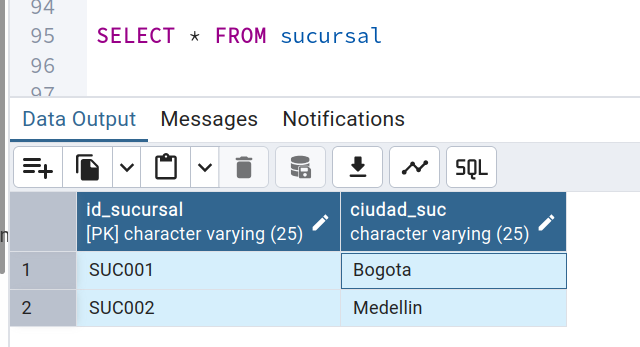 94
95 SELECT * FROM sucursal
96
97
Data Output Messages Notifications
SQL
id_sucursal ciudad_suc
[PK] character varying (25) character varying (25)
1 SUC001 Bogota
2 SUC002 Medellin